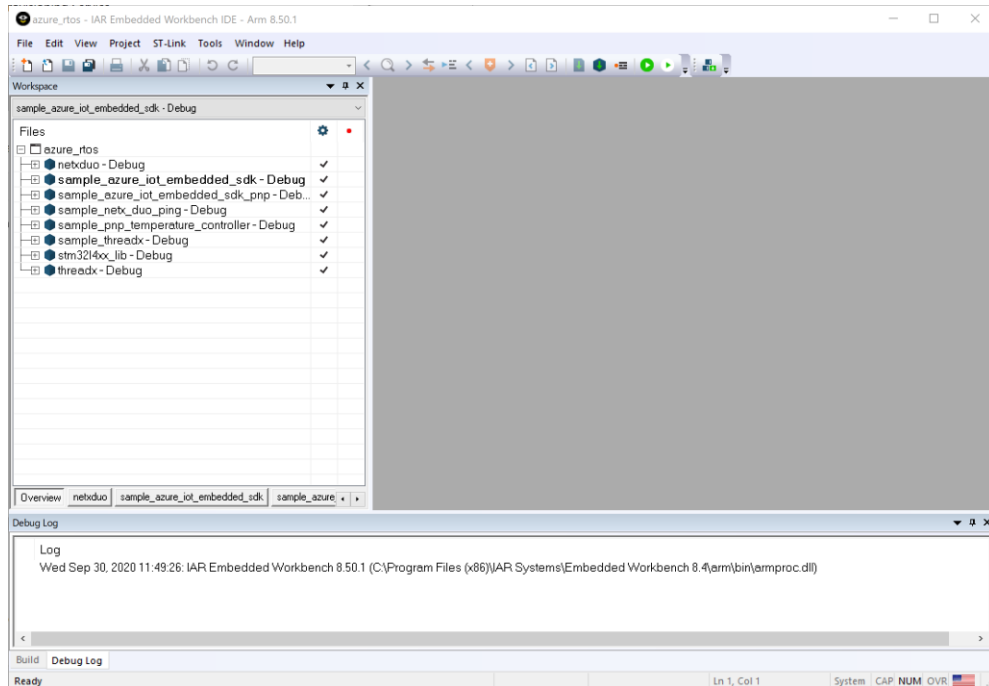 azure_rtos - IAR Embedded Workbench IDE - Arm 8.50.1
File Edit View Project ST-Link Tools Window Help
Workspace
sample_azure_iot_embedded_sdk - Debug
Files
azure_rtos
netxduo - Debug
sample_azure_iot_embedded_sdk - Debug
sample_azure_iot_embedded_sdk_pnp - Deb...
sample_netx_duo_ping - Debug
sample_pnp_temperature_controller - Debug
sample_threadx - Debug
stm32l4xx_lib - Debug
threadx - Debug
Overview netxduo sample_azure_iot_embedded_sdk sample_azure
Debug Log
Log
Wed Sep 30, 2020 11:49:26: IAR Embedded Workbench 8.50.1 (C:\Program Files (x86)\IAR Systems\Embedded Workbench 8.4\arm\bin\armproc.dll)
Build Debug Log
Ready Ln 1, Col 1 System CAP NUM OVR